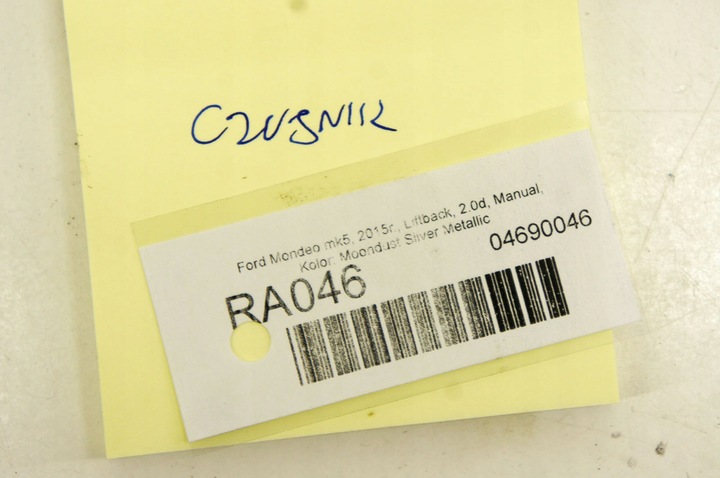 CZUJNIK
Ford Mondeo mk5, 2015r., Liftback, 2.0d, Manual,
Kolor: Moondust Silver Metallic
04690046
RA046